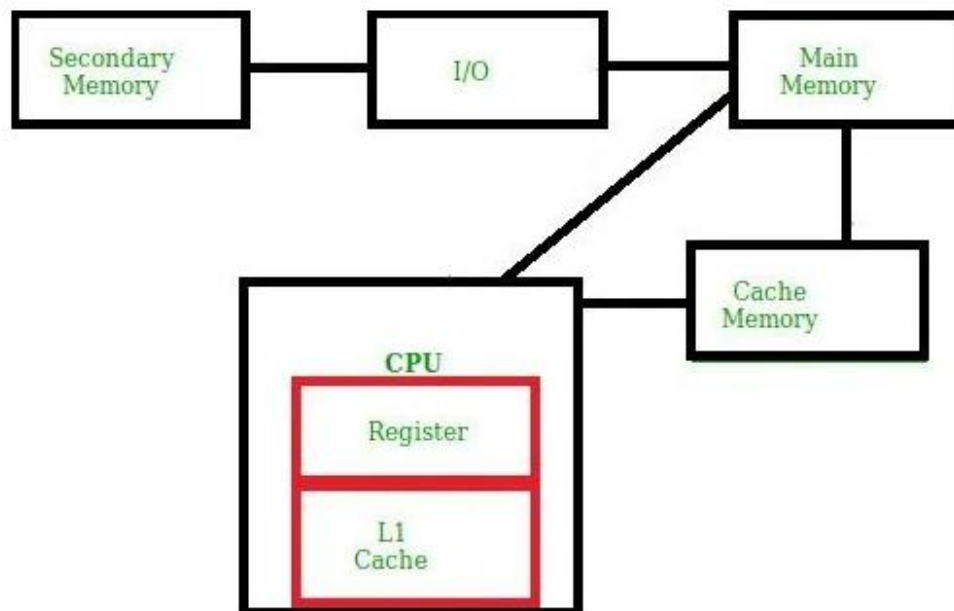 Secondary
Memory
I/O
Main
Memory
Cache
Memory
CPU
Register
L1
Cache